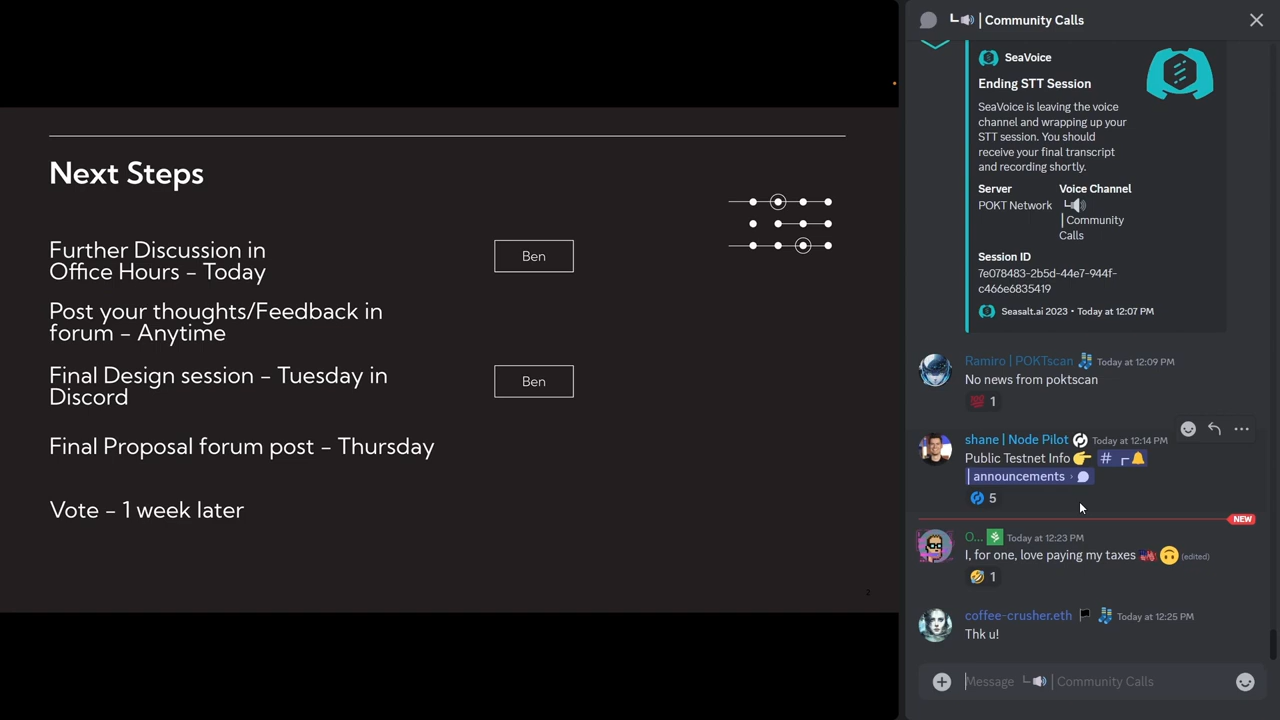 Next Steps
Further Discussion in
Office Hours – Today
Ben
Post your thoughts/Feedback in
forum – Anytime
Final Design session – Tuesday in
Discord
Ben
Final Proposal forum post – Thursday
Vote – 1 week later
2
| Community Calls
SeaVoice
Ending STT Session
SeaVoice is leaving the voice
channel and wrapping up your
STT session. You should
receive your final transcript
and recording shortly.
Server
POKT Network
Voice Channel
| Community
Calls
Session ID
7e078483-2b5d-44e7-944f-
c466e6835419
Seasalt.ai 2023 • Today at 12:07 PM
Ramiro | POKTscan Today at 12:09 PM
No news from poktscan
💯 1
shane | Node Pilot Today at 12:14 PM
Public Testnet Info 👉 # ┌🔔
| announcements ›
5
NEW
O... Today at 12:23 PM
I, for one, love paying my taxes 🙃 (edited)
🤣 1
coffee-crusher.eth Today at 12:25 PM
Thk u!
Message ┗🔊 | Community Calls